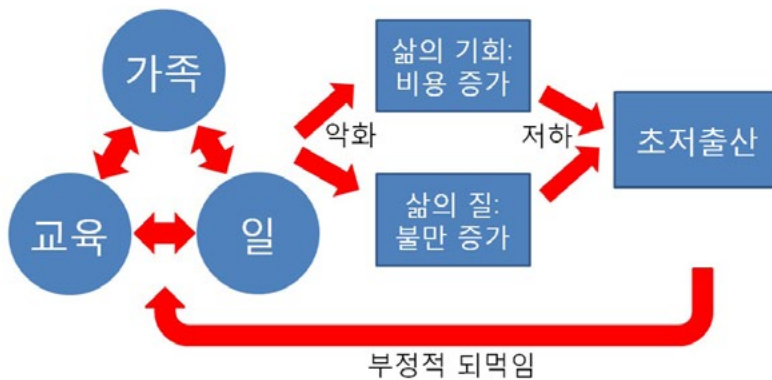 가족
교육
일
악화
삶의 기회:
비용 증가
삶의 질:
불만 증가
저하
초저출산
부정적 되먹임